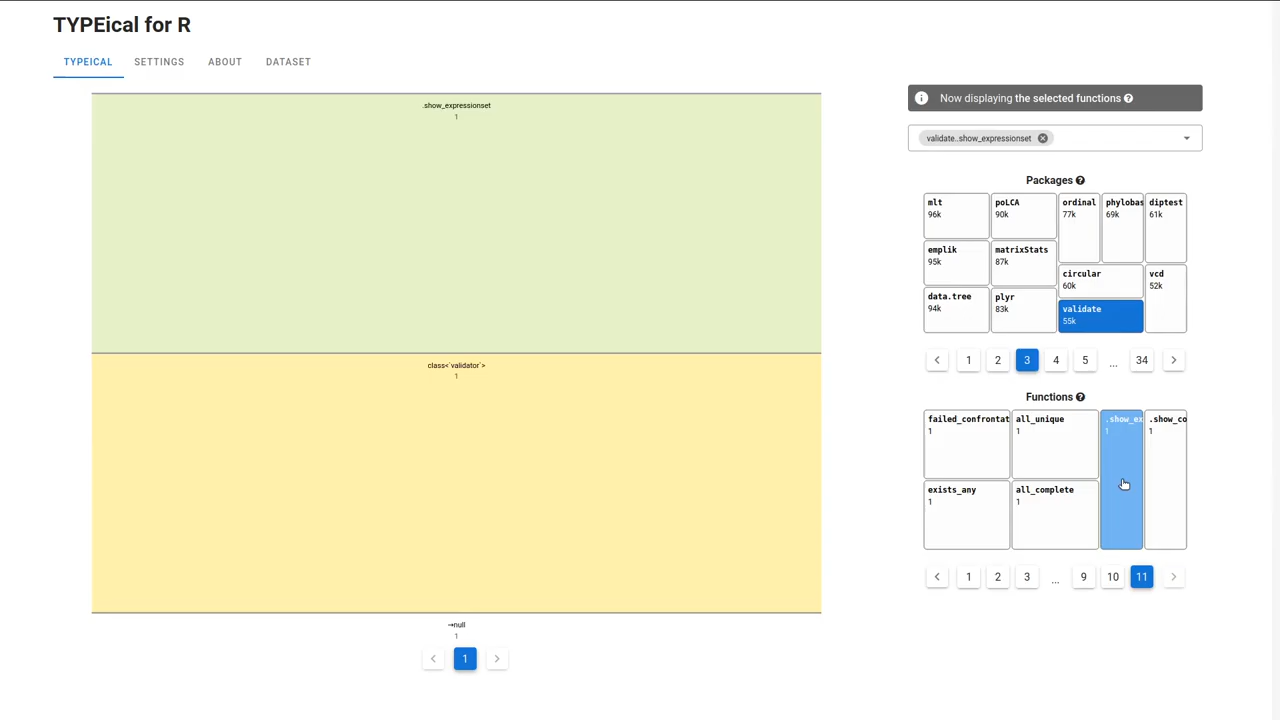 TYPEical for R
TYPEICAL SETTINGS ABOUT DATASET
.show_expressionset
1
class<`validator`>
1
→null
1
1
Now displaying the selected functions
validate..show_expressionset
Packages
mlt
96k
poLCA
90k
ordinal
77k
phylobas
69k
diptest
61k
emplik
95k
matrixStats
87k
circular
60k
vcd
52k
data.tree
94k
plyr
83k
validate
55k
1 2 3 4 5 ... 34
Functions
failed_confrontat
1
all_unique
1
.show_ex
1
.show_co
1
exists_any
1
all_complete
1
1 2 3 ... 9 10 11